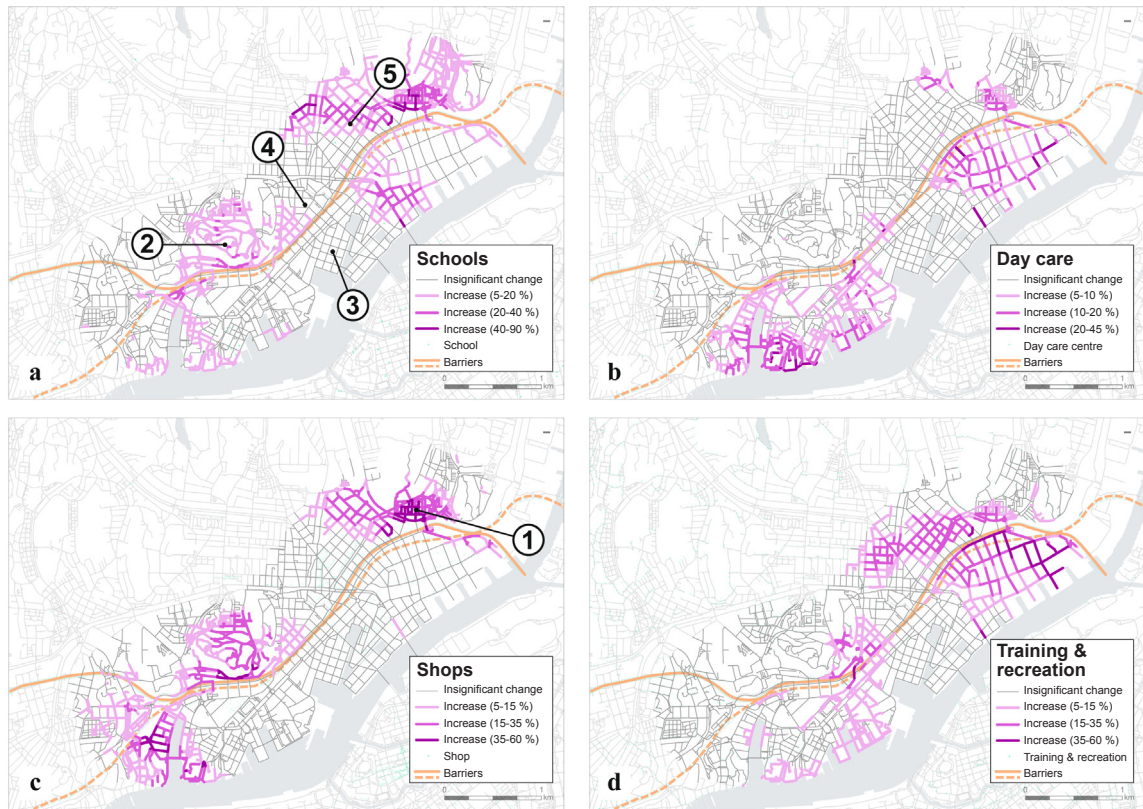 5
4
2
3
Schools
Insignificant change
Increase (5-20 %)
Increase (20-40 %)
Increase (40-90 %)
School
Barriers
0 1
km
a
Day care
Insignificant change
Increase (5-10 %)
Increase (10-20 %)
Increase (20-45 %)
Day care centre
Barriers
0 1
km
b
1
Shops
Insignificant change
Increase (5-15 %)
Increase (15-35 %)
Increase (35-60 %)
Shop
Barriers
0 1
km
c
Training &
recreation
Insignificant change
Increase (5-15 %)
Increase (15-35 %)
Increase (35-60 %)
Training & recreation
Barriers
0 1
km
d